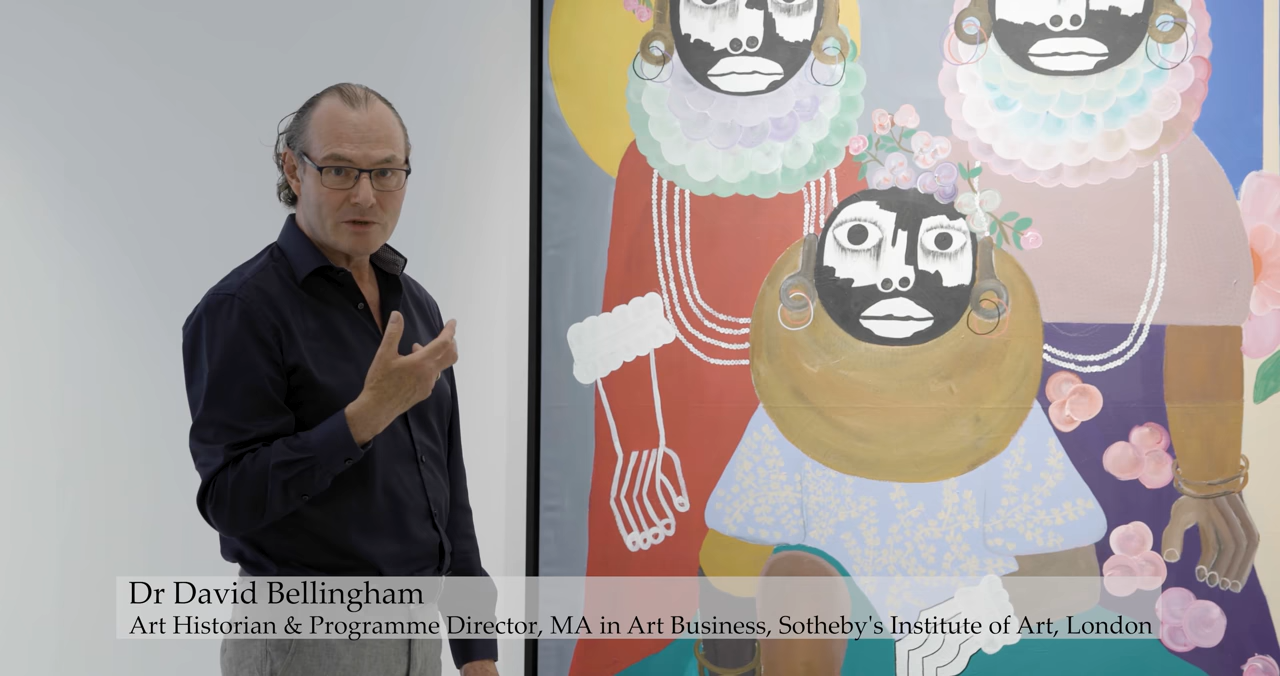 Dr David Bellingham
Art Historian & Programme Director, MA in Art Business, Sotheby's Institute of Art, London